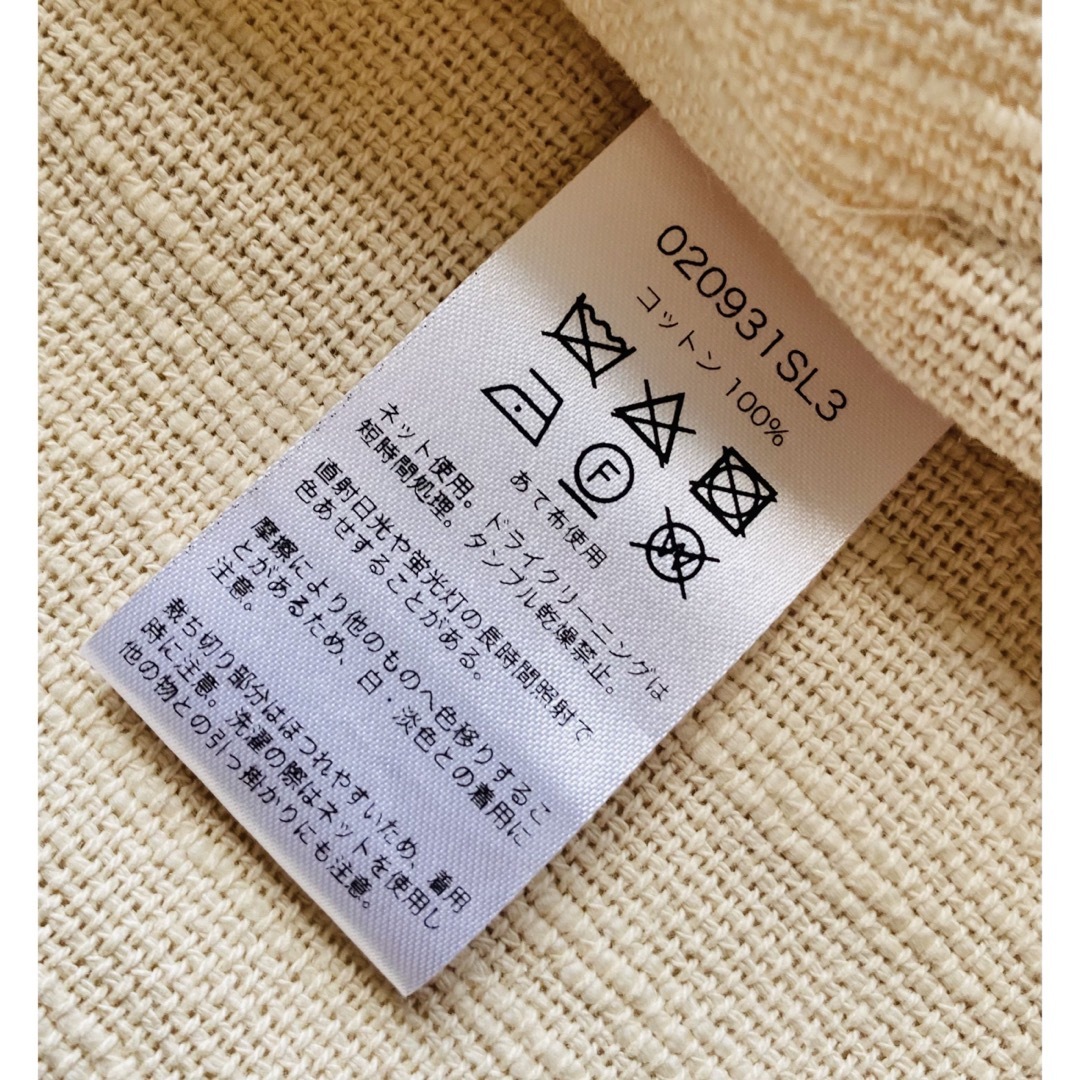 020931SL3
コットン 100%
F
あて布使用
ネット使用。ドライクリーニングは
短時間処理。タンブル乾燥禁止。
直射日光や蛍光灯の長時間照射で
色あせすることがある。
摩擦により他のものへ色移りするこ
とがあるため、白・淡色との着用に
注意。
裁ち切り部分はほつれやすいため、着用
時に注意。洗濯の際はネットを使用し
他の物との引っ掛かりにも注意。